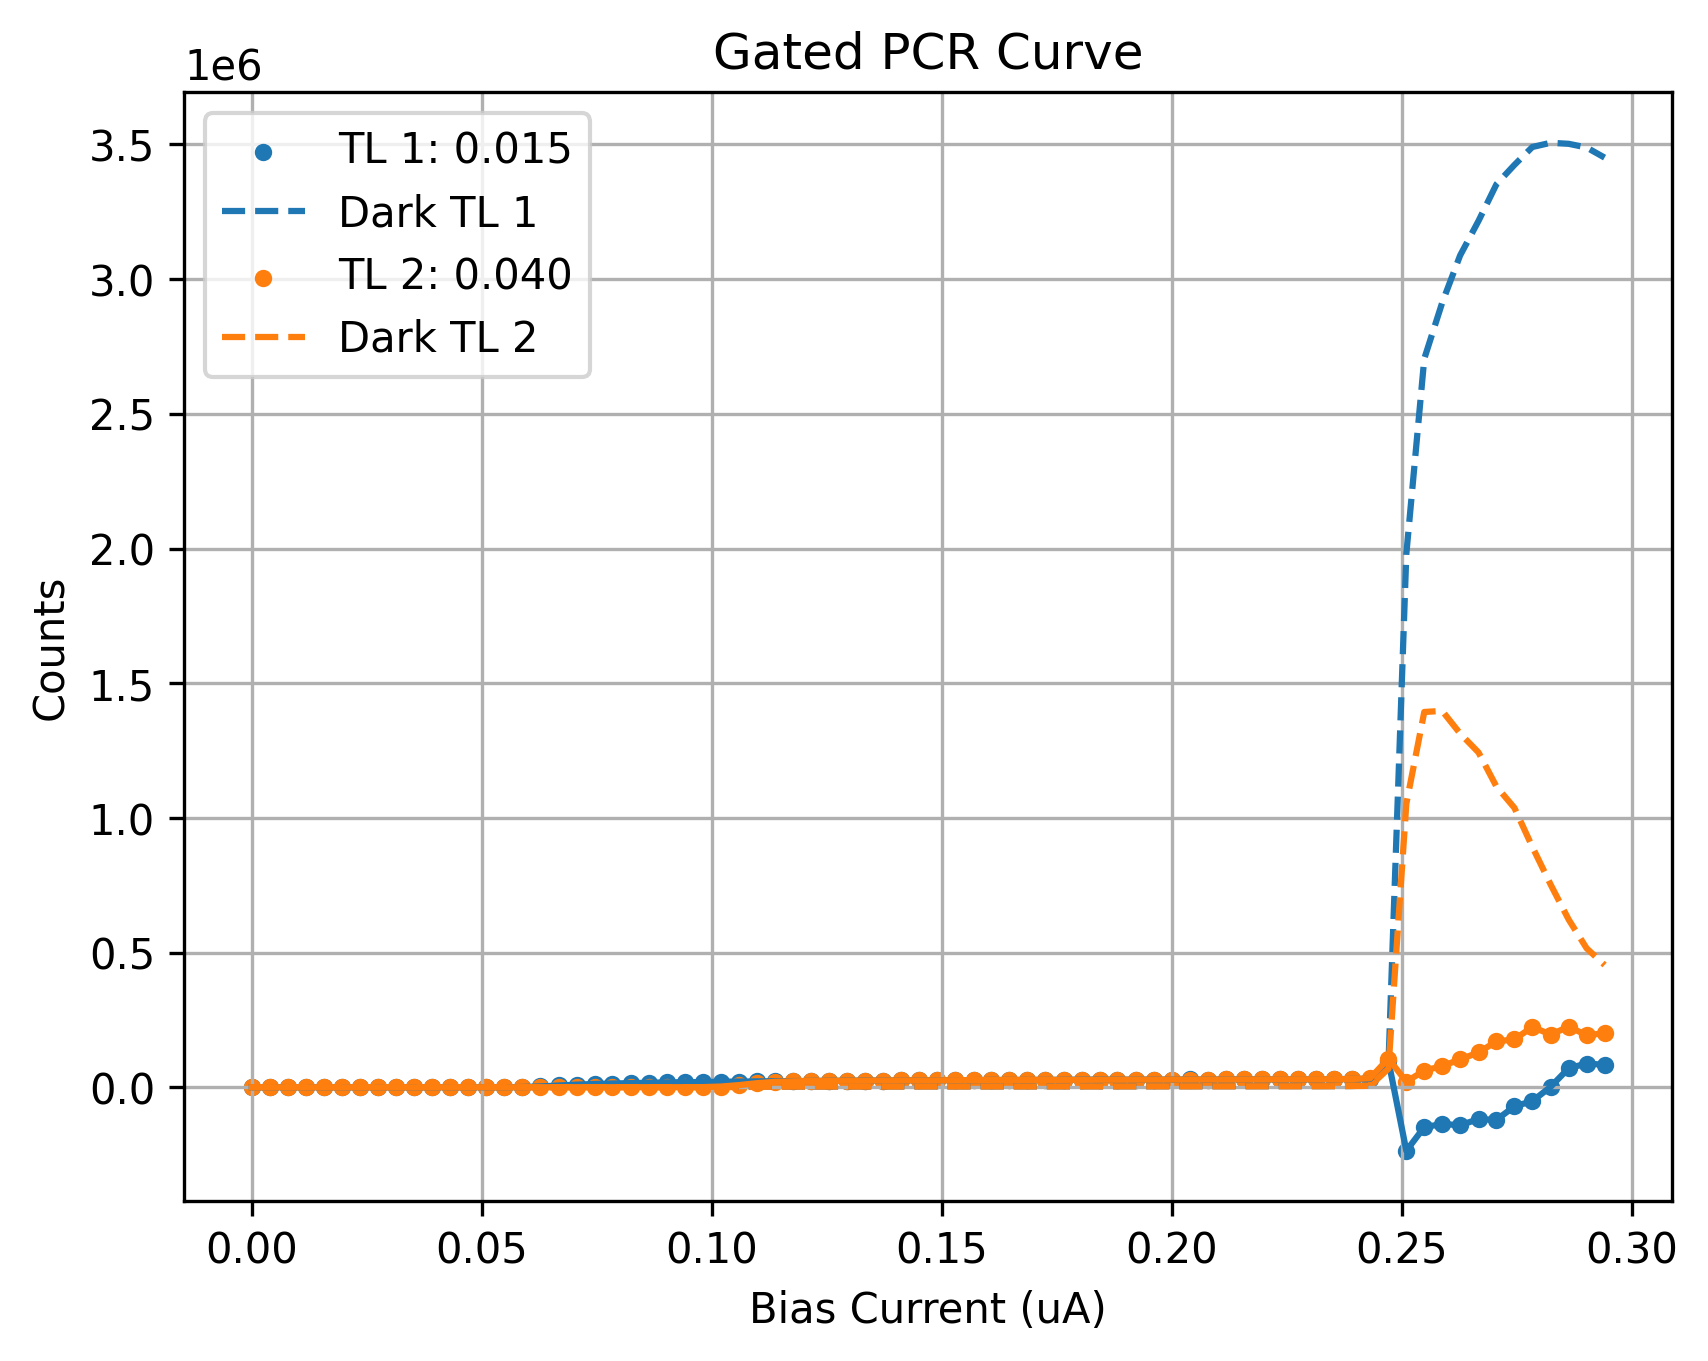 Gated PCR Curve
1e6
TL 1: 0.015
Dark TL 1
TL 2: 0.040
Dark TL 2
3.5
3.0
2.5
2.0
1.5
1.0
0.5
0.0
Counts
0.00 0.05 0.10 0.15 0.20 0.25 0.30
Bias Current (uA)